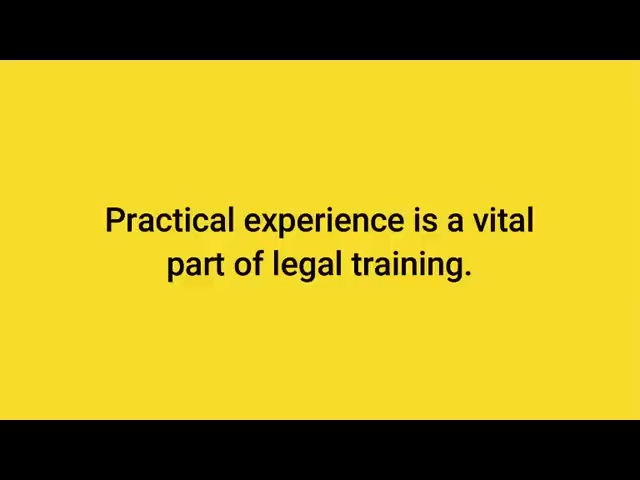 Practical experience is a vital
part of legal training.